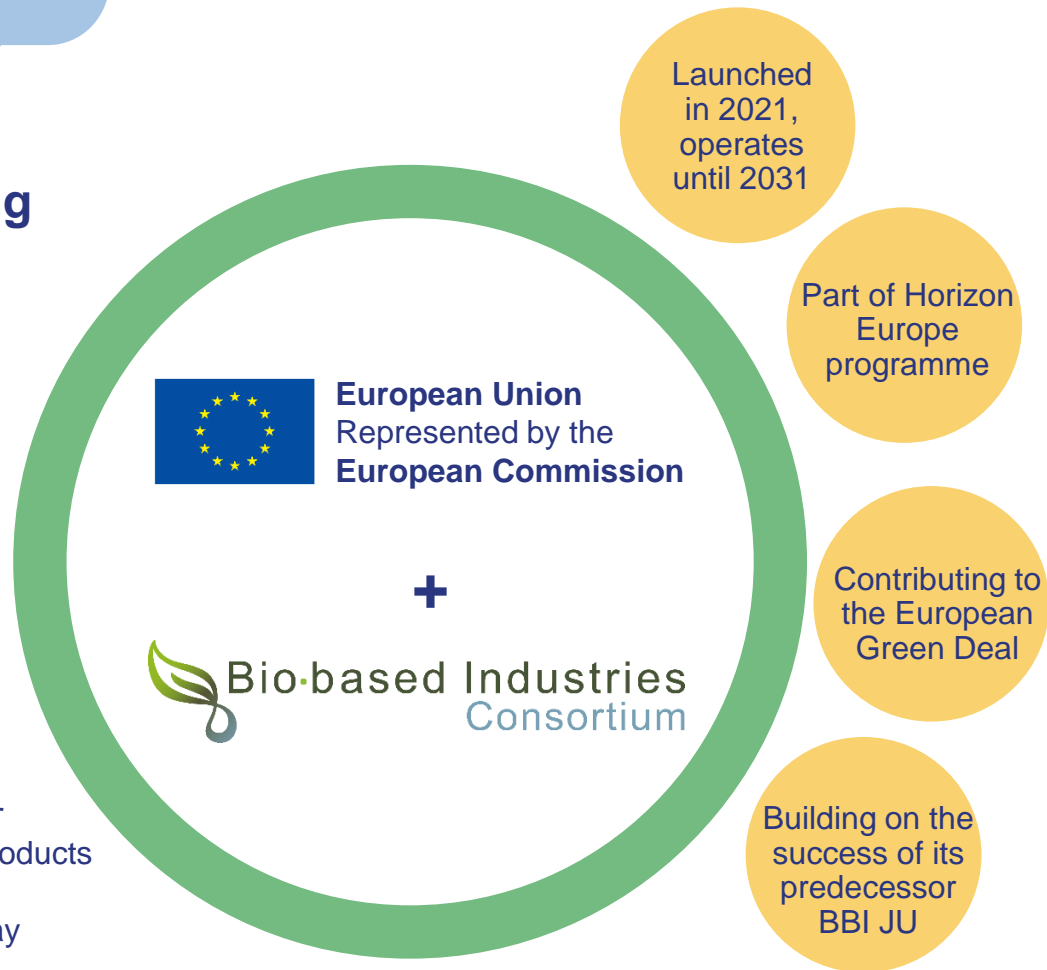 g
-
oducts
ay
European Union
Represented by the
European Commission
+
Bio·based Industries
Consortium
Launched
in 2021,
operates
until 2031
Part of Horizon
Europe
programme
Contributing to
the European
Green Deal
Building on the
success of its
predecessor
BBI JU